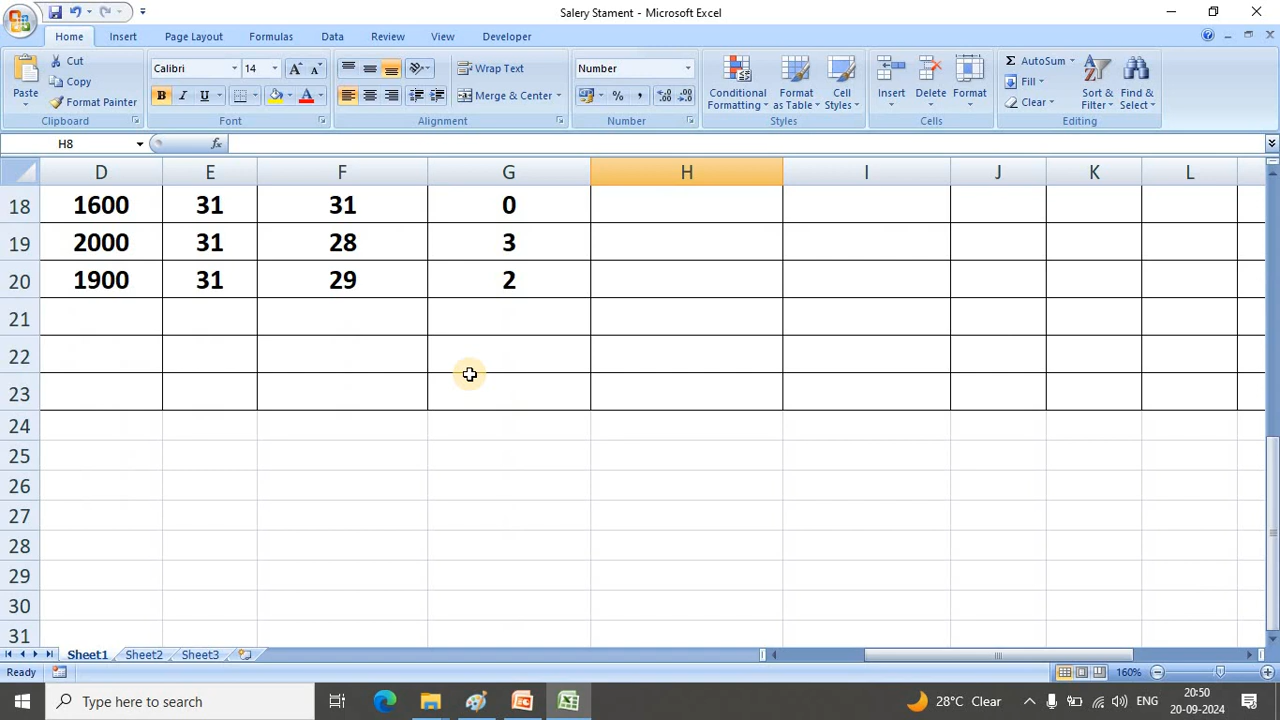 Salery Stament - Microsoft Excel
Home Insert Page Layout Formulas Data Review View Developer
Paste
Cut
Copy
Format Painter
Clipboard
Calibri 14
B I U
Font
Wrap Text
Merge & Center
Alignment
Number
% ,
Number
Conditional Formatting
Format as Table
Cell Styles
Styles
Insert Delete Format
Cells
Σ AutoSum
Fill
Clear
Sort & Filter
Find & Select
Editing
H8 fx
D E F G H I J K L
18 1600 31 31 0
19 2000 31 28 3
20 1900 31 29 2
21
22
23
24
25
26
27
28
29
30
31
Sheet1 Sheet2 Sheet3
Ready 160%
Type here to search
28°C Clear ENG 20:50
20-09-2024